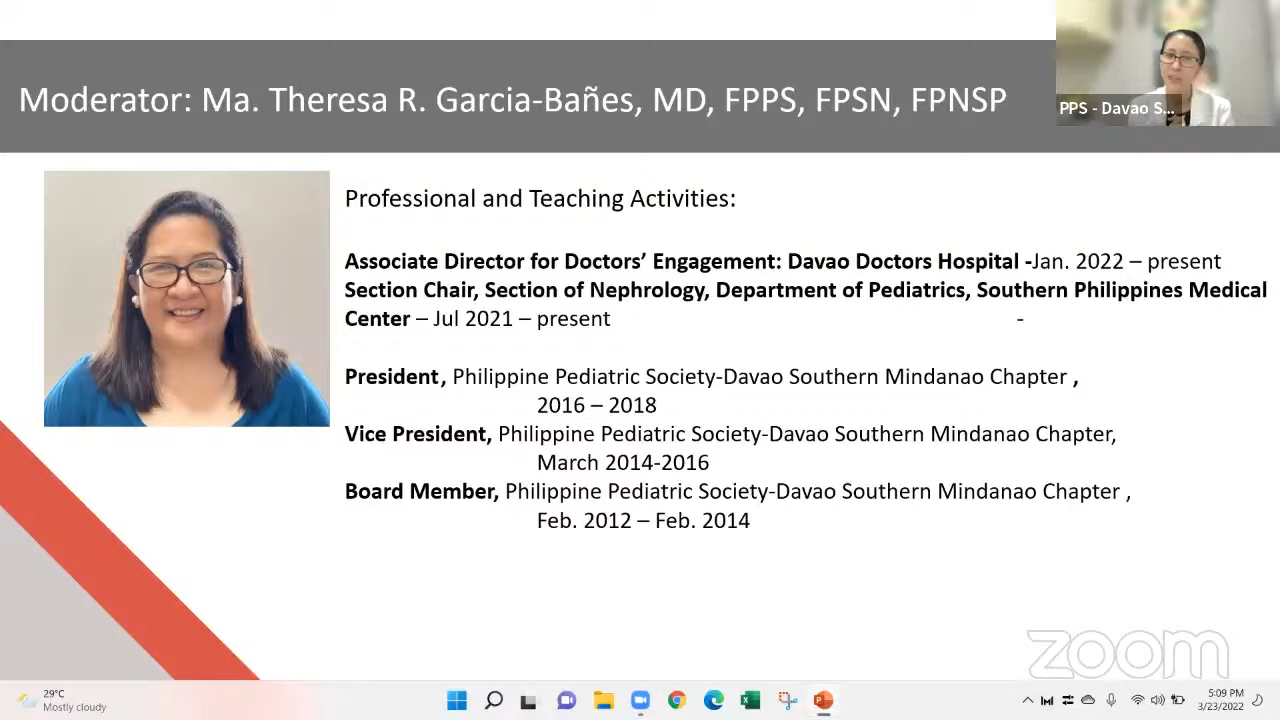 Moderator: Ma. Theresa R. Garcia-Bañes, MD, FPPS, FPSN, FPNSP
PPS - Davao S...
Professional and Teaching Activities:
Associate Director for Doctors’ Engagement: Davao Doctors Hospital -Jan. 2022 – present
Section Chair, Section of Nephrology, Department of Pediatrics, Southern Philippines Medical
Center – Jul 2021 – present -
President, Philippine Pediatric Society-Davao Southern Mindanao Chapter ,
2016 – 2018
Vice President, Philippine Pediatric Society-Davao Southern Mindanao Chapter,
March 2014-2016
Board Member, Philippine Pediatric Society-Davao Southern Mindanao Chapter ,
Feb. 2012 – Feb. 2014
zoom
29°C
Mostly cloudy
5:09 PM
3/23/2022